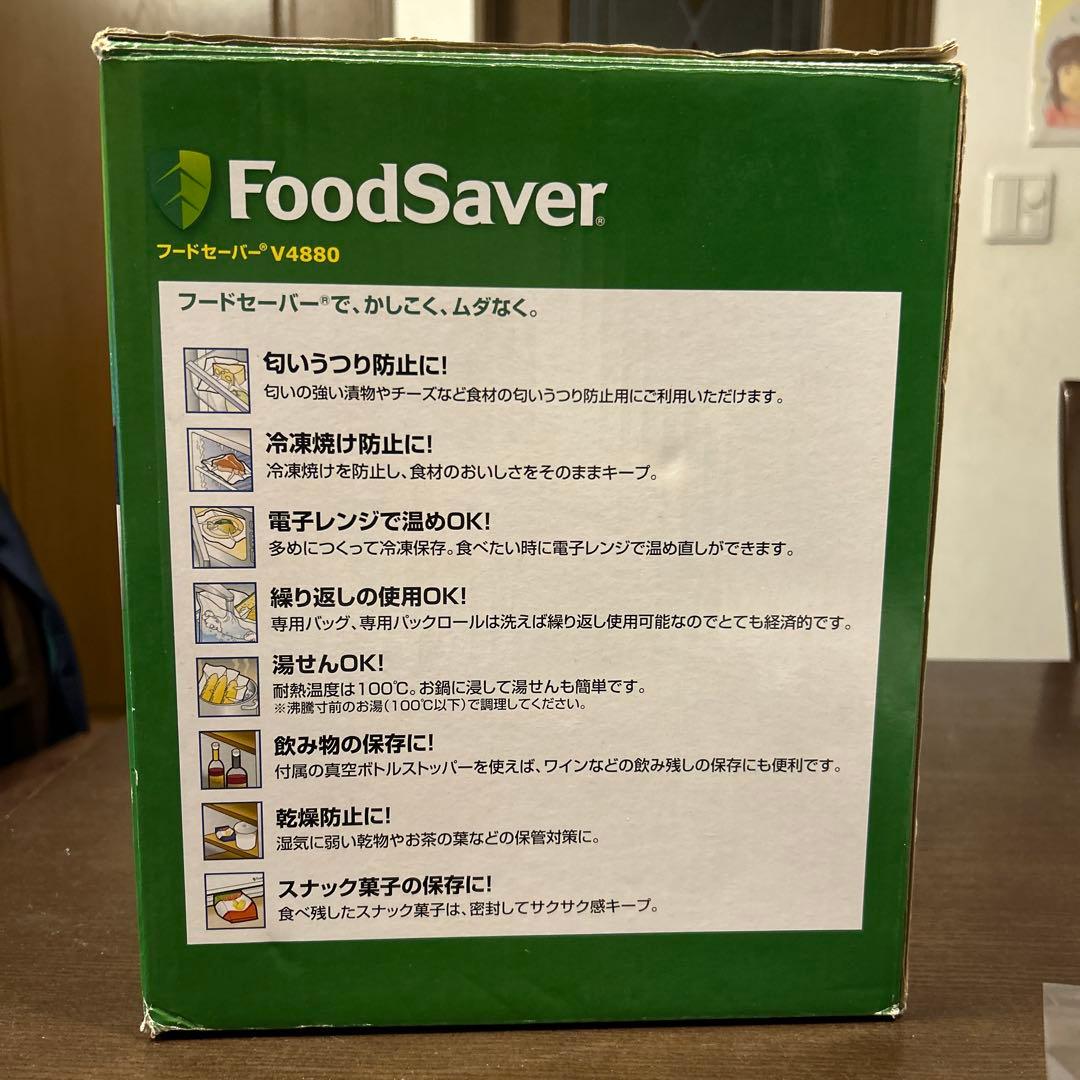 FoodSaver®
フードセーバー® V4880
フードセーバー®で、かしこく、ムダなく。
匂いうつり防止に!
匂いの強い漬物やチーズなど食材の匂いうつり防止用にご利用いただけます。
冷凍焼け防止に!
冷凍焼けを防止し、食材のおいしさをそのままキープ。
電子レンジで温めOK!
多めにつくって冷凍保存。食べたい時に電子レンジで温め直しができます。
繰り返しの使用OK!
専用バッグ、専用パックロールは洗えば繰り返し使用可能なのでとても経済的です。
湯せんOK!
耐熱温度は100℃。お鍋に浸して湯せんも簡単です。
※沸騰寸前のお湯(100℃以下)で調理してください。
飲み物の保存に!
付属の真空ボトルストッパーを使えば、ワインなどの飲み残しの保存にも便利です。
乾燥防止に!
湿気に弱い乾物やお茶の葉などの保管対策に。
スナック菓子の保存に!
食べ残したスナック菓子は、密封してサクサク感キープ。